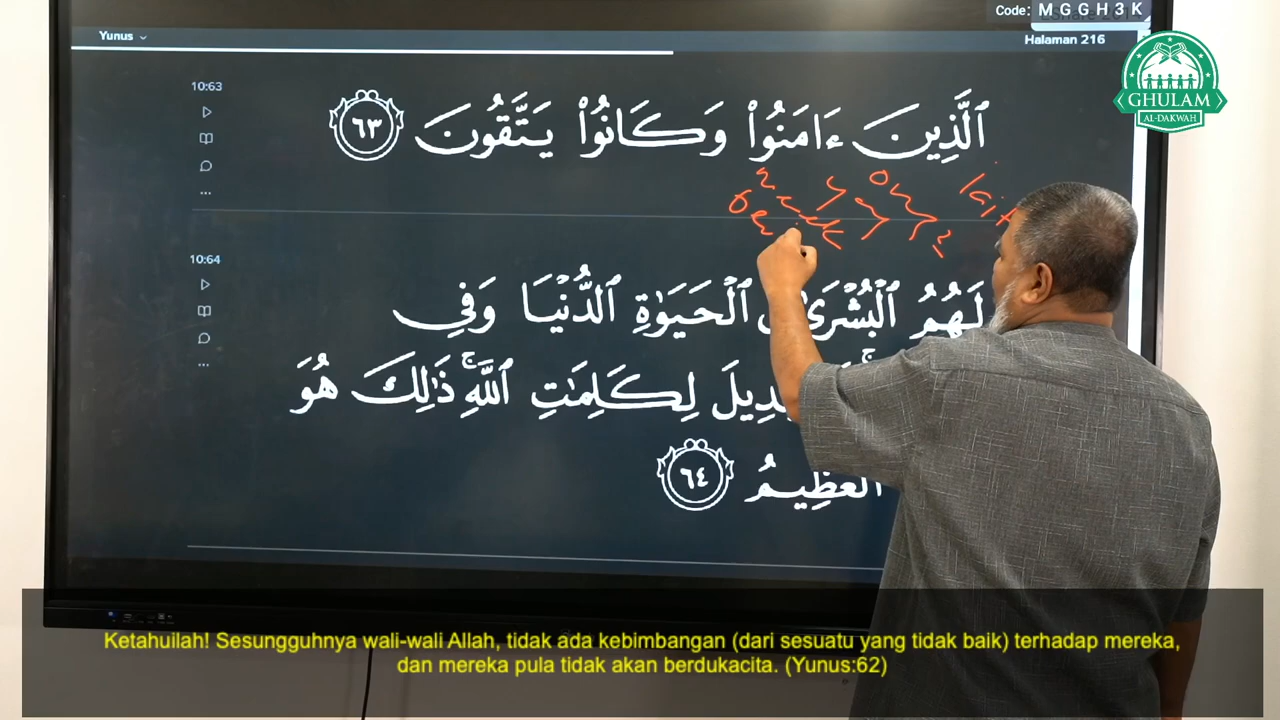 Code: M G G H 3 K
Yunus
Halaman 216
GHULAM
AL-DAKWAH
10:63
ٱلَّذِينَ ءَامَنُوا۟ وَكَانُوا۟ يَتَّقُونَ ٦٣
10:64
لَهُمُ ٱلْبُشْرَىٰ ٱلْحَيَوٰةِ ٱلدُّنْيَا وَفِى
لِكَلِمَٰتِ ٱللَّهِ ۚ ذَٰلِكَ هُوَ
ٱلْعَظِيمُ ٦٤
Ketahuilah! Sesungguhnya wali-wali Allah, tidak ada kebimbangan (dari sesuatu yang tidak baik) terhadap mereka,
dan mereka pula tidak akan berdukacita. (Yunus:62)